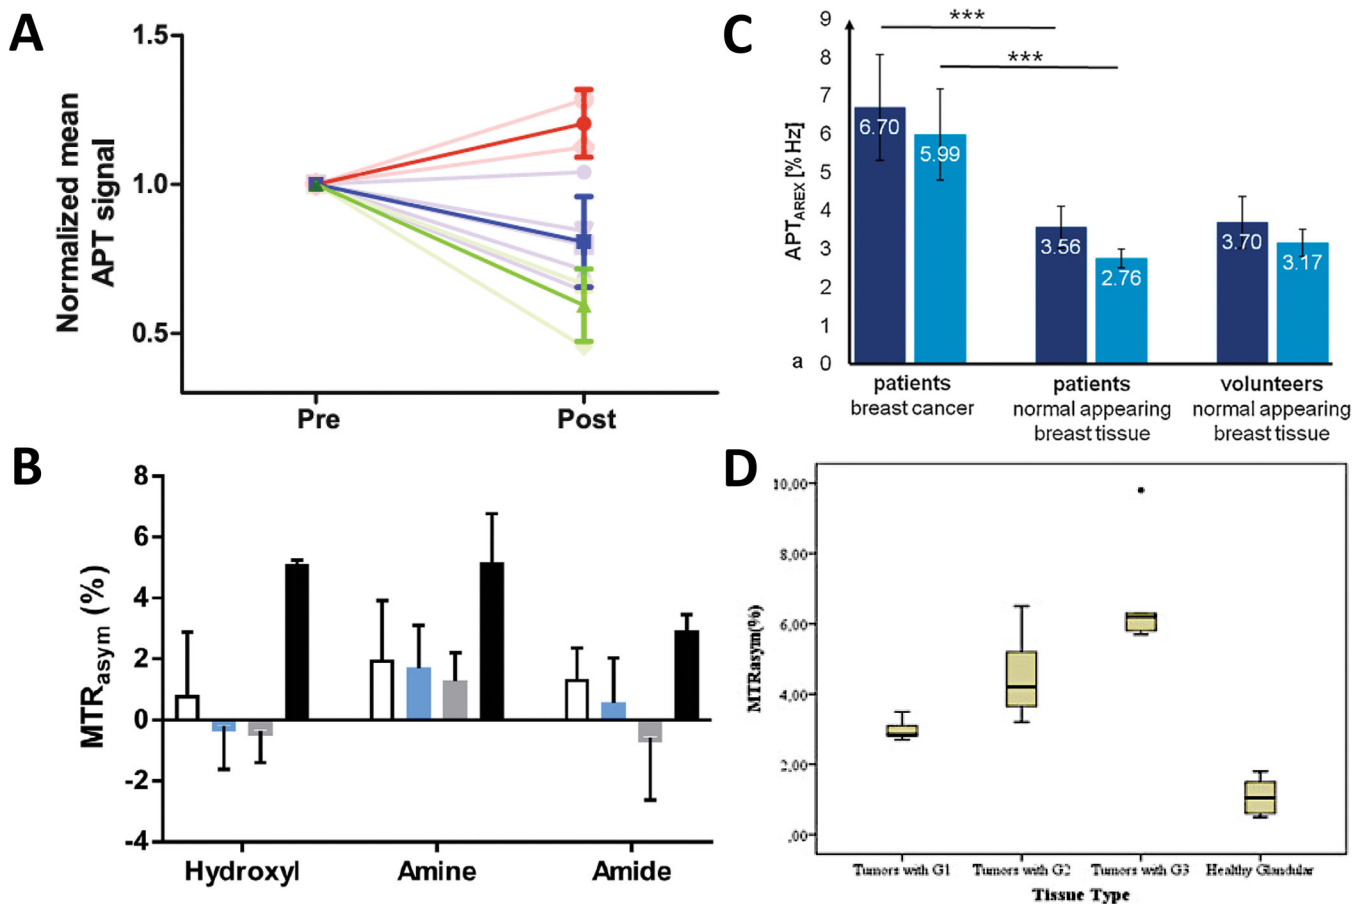 A
1.5
1.0
0.5
Normalized mean
APT signal
Pre
Post
C
9
8
7
6
5
4
3
2
1
0
APT_AREX [% Hz]
***
***
6.70
5.99
3.56
2.76
3.70
3.17
a
patients
breast cancer
patients
normal appearing
breast tissue
volunteers
normal appearing
breast tissue
B
8
6
4
2
0
-2
-4
MTR_asym (%)
Hydroxyl
Amine
Amide
D
10,00
8,00
6,00
4,00
2,00
,00
MTRasym(%)
Tumors with G1
Tumors with G2
Tumors with G3
Healthy Glandular
Tissue Type